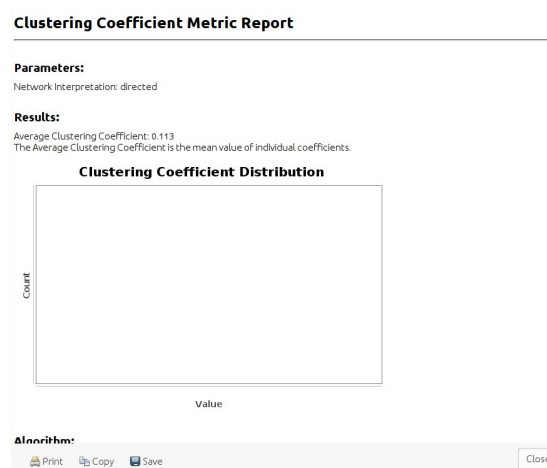 Clustering Coefficient Metric Report
Parameters:
Network Interpretation: directed
Results:
Average Clustering Coefficient: 0.113
The Average Clustering Coefficient is the mean value of individual coefficients.
Clustering Coefficient Distribution
Count
Value
Algorithm:
Print Copy Save
Close